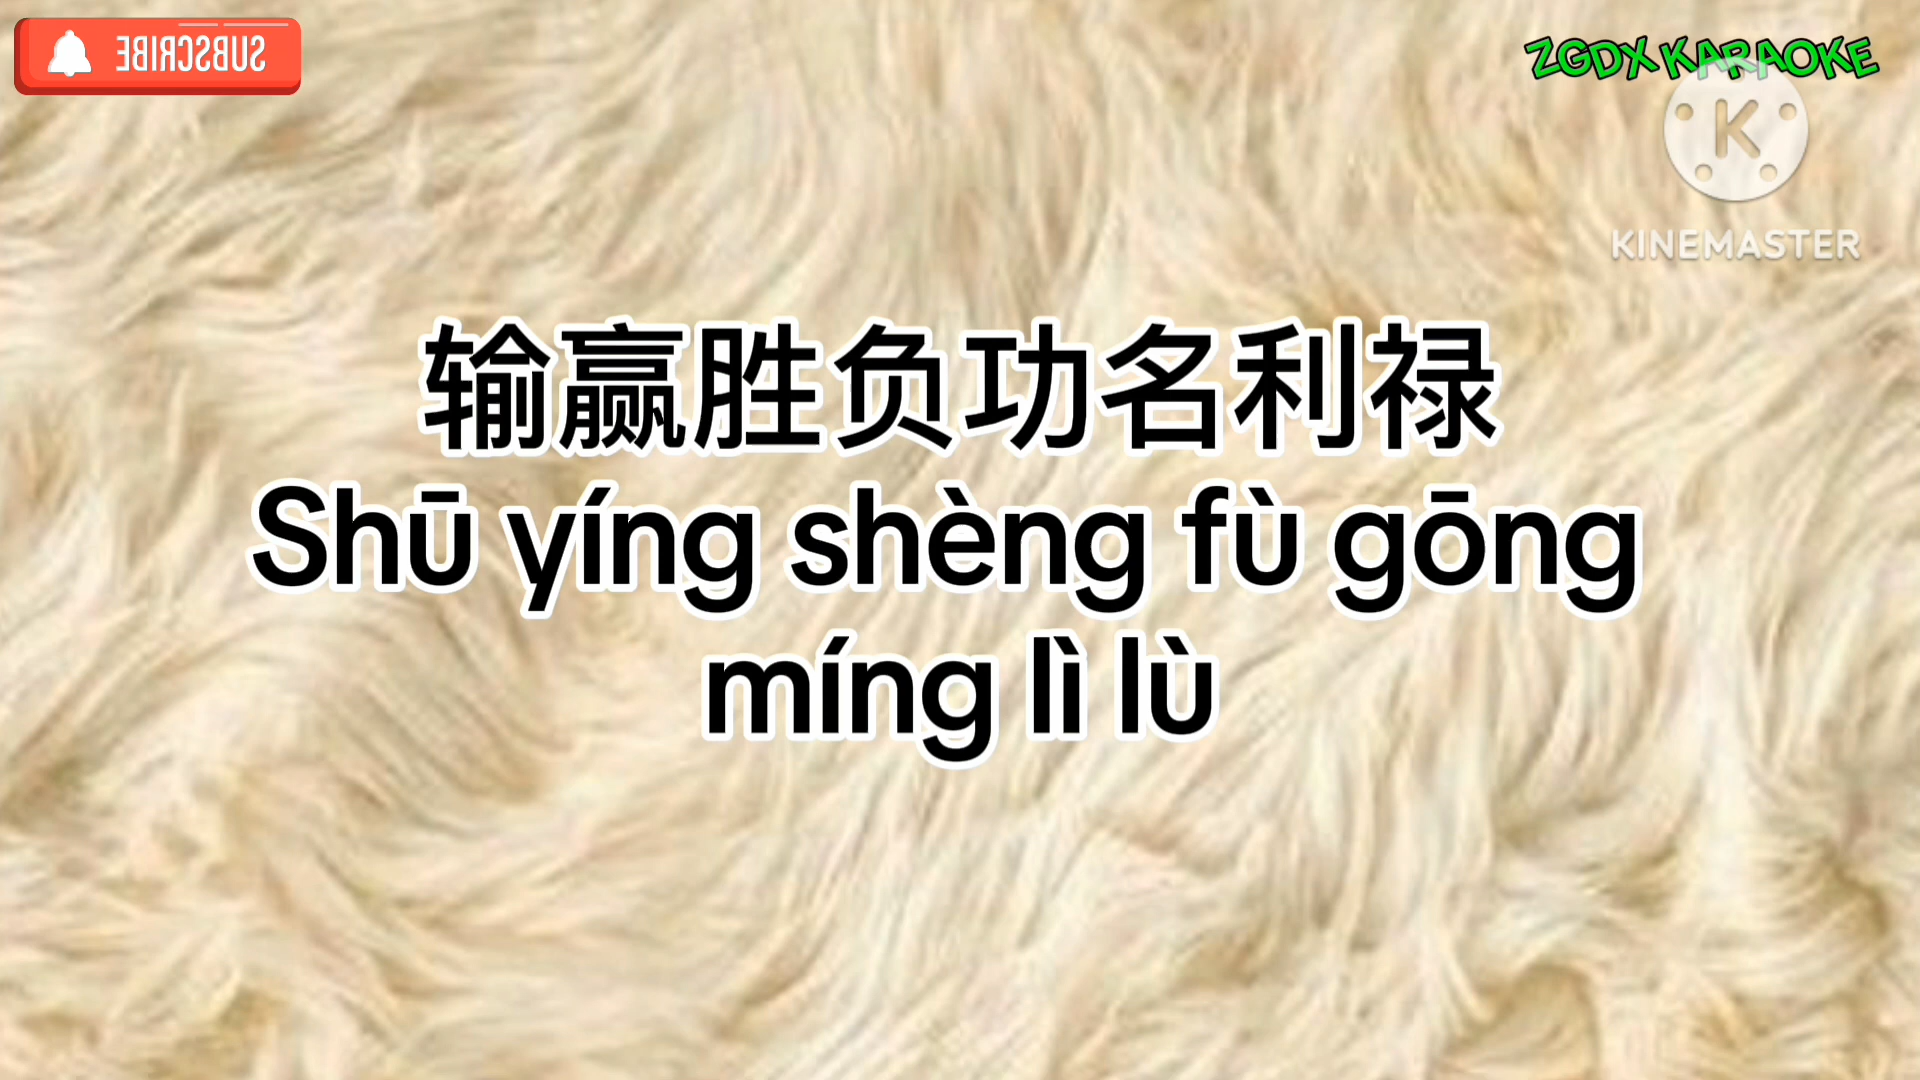 SUBSCRIBE
ZGDX KARAOKE
K
KINEMASTER
输赢胜负功名利禄
Shū yíng shèng fù gōng
míng lì lù